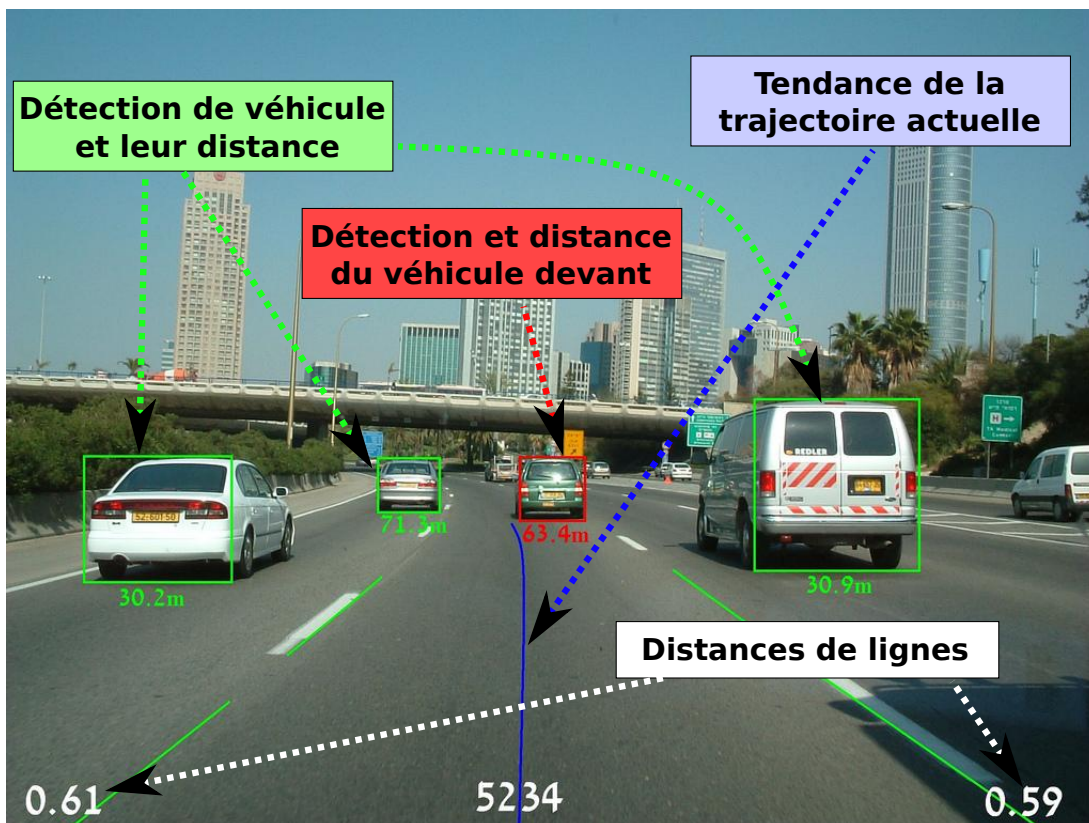 Détection de véhicule
et leur distance
Tendance de la
trajectoire actuelle
Détection et distance
du véhicule devant
REDLER
H
71.3m
63.4m
30.2m
30.9m
Distances de lignes
0.61
5234
0.59